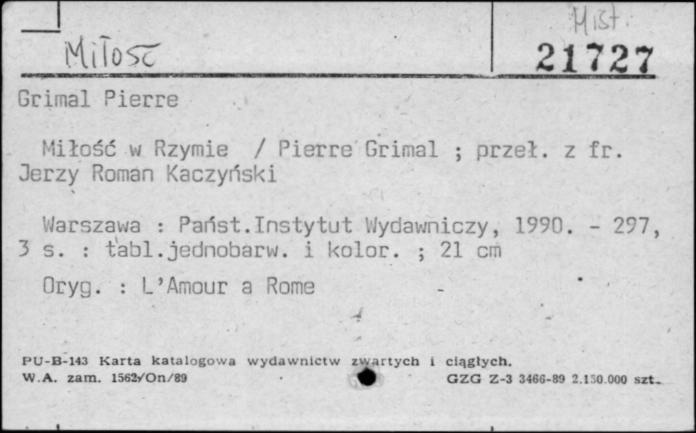 Hist.
Miłość
21727
Grimal Pierre
Miłość w Rzymie / Pierre Grimal ; przeł. z fr.
Jerzy Roman Kaczyński
Warszawa : Państ.Instytut Wydawniczy, 1990. - 297,
3 s. : tabl.jednobarw. i kolor. ; 21 cm
Oryg. : L'Amour a Rome
PU-B-143 Karta katalogowa wydawnictw zwartych i ciągłych.
W.A. zam. 1562/On/89 GZG Z-3 3466-89 2.150.000 szt.